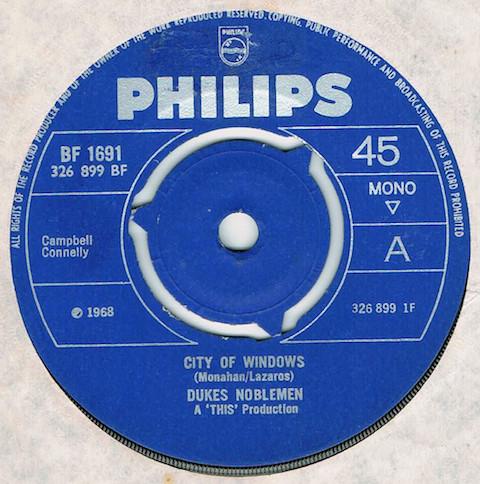 ALL RIGHTS OF THE RECORD PRODUCER AND OF THE OWNER OF THE WORK REPRODUCED RESERVED. COPYING, PUBLIC PERFORMANCE AND BROADCASTING OF THIS RECORD PROHIBITED
PHILIPS
PHILIPS
BF 1691
326 899 BF
45
MONO
A
Campbell
Connelly
℗ 1968
326 899 1F
CITY OF WINDOWS
(Monahan/Lazaros)
DUKES NOBLEMEN
A 'THIS' Production